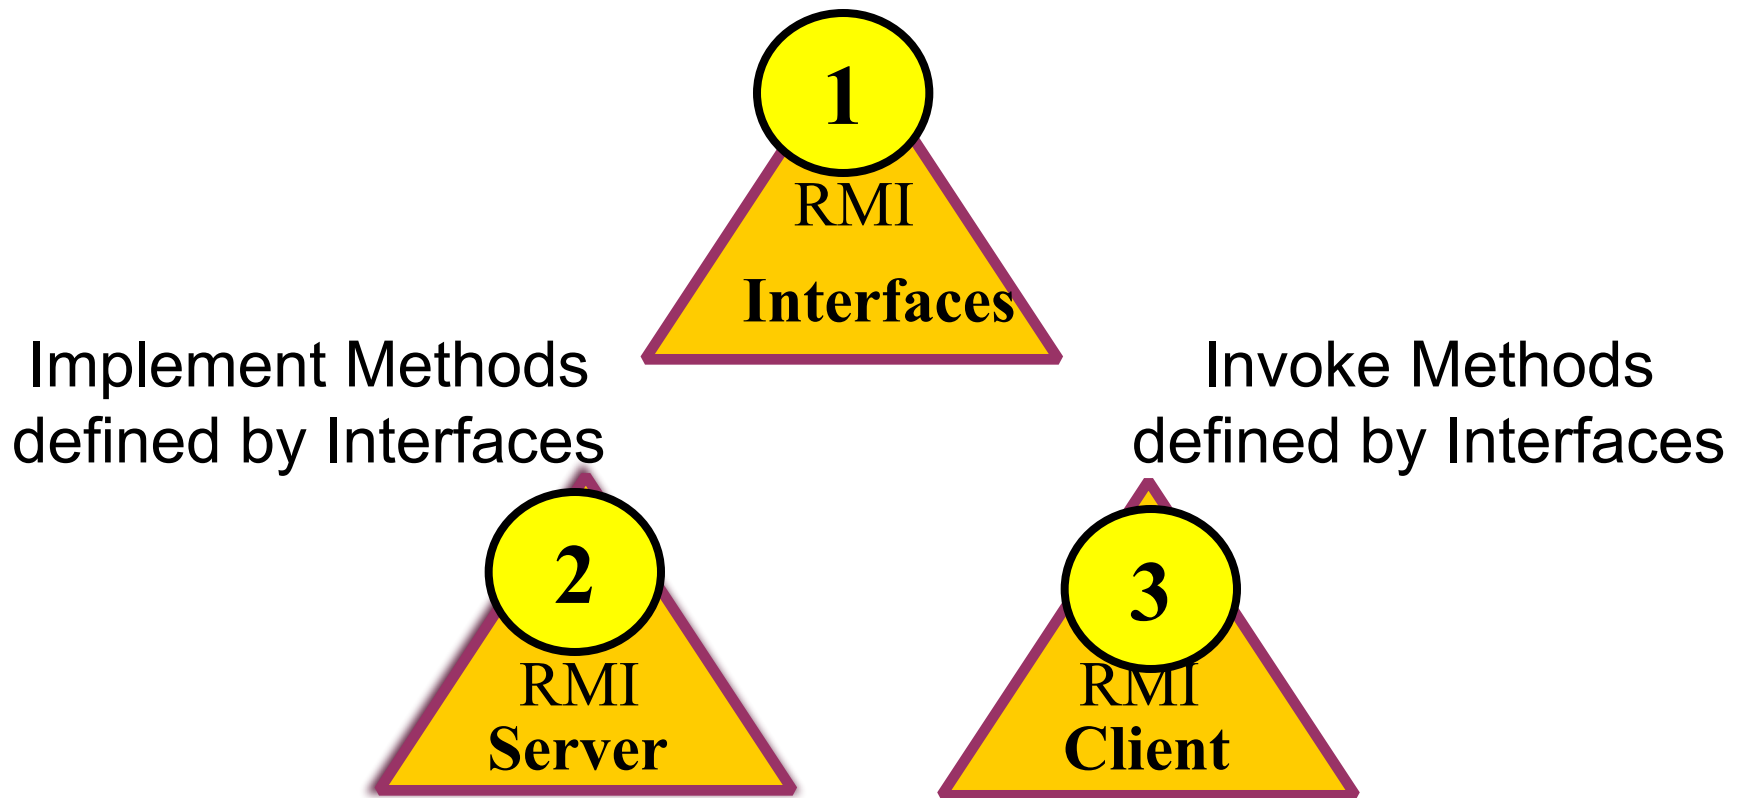 1
RMI
Interfaces
Implement Methods
defined by Interfaces
Invoke Methods
defined by Interfaces
2
RMI
Server
3
RMI
Client